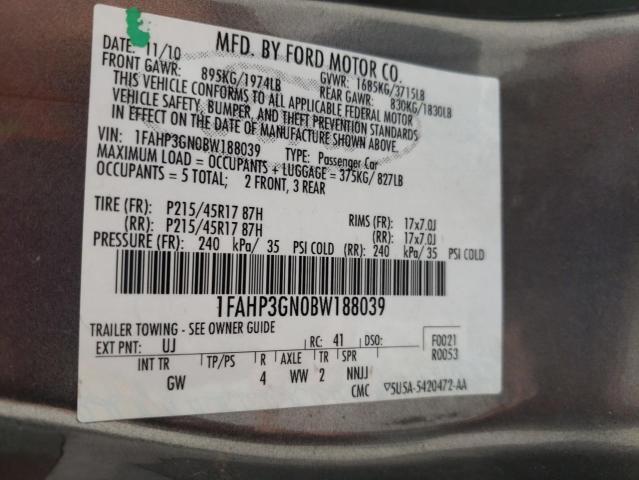 MFD. BY FORD MOTOR CO.
DATE: 11/10 GVWR: 1685KG/3715LB
FRONT GAWR: 895KG/1974LB REAR GAWR: 830KG/1830LB
THIS VEHICLE CONFORMS TO ALL APPLICABLE FEDERAL MOTOR
VEHICLE SAFETY, BUMPER, AND THEFT PREVENTION STANDARDS
IN EFFECT ON THE DATE OF MANUFACTURE SHOWN ABOVE.
VIN: 1FAHP3GN0BW188039 TYPE: Passenger Car
MAXIMUM LOAD = OCCUPANTS + LUGGAGE = 375KG/827LB
OCCUPANTS = 5 TOTAL; 2 FRONT, 3 REAR
TIRE (FR): P215/45R17 87H RIMS (FR): 17x7.0J
(RR): P215/45R17 87H (RR): 17x7.0J
PRESSURE (FR): 240 kPa/ 35 PSI COLD (RR): 240 kPa/ 35 PSI COLD
1FAHP3GN0BW188039
TRAILER TOWING - SEE OWNER GUIDE
EXT PNT: UJ RC: 41 DSO: F0021
R0053
INT TR TP/PS R AXLE TR SPR
GW 4 WW 2 NNJJ
CMC 5U5A-5420472-AA